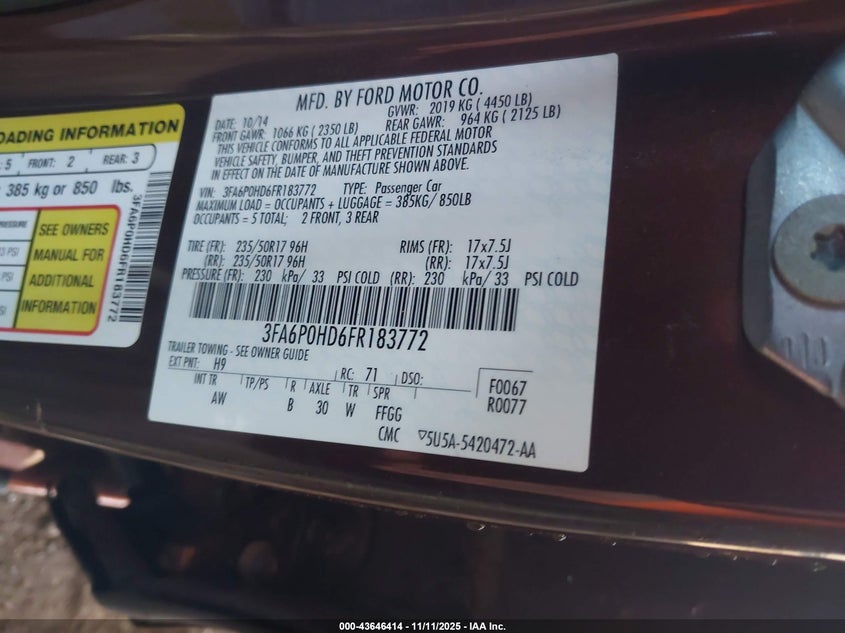 OADING INFORMATION
5 FRONT: 2 REAR: 3
385 kg or 850 lbs.
PRESSURE
PSI
PSI
PSI
SEE OWNERS
MANUAL FOR
ADDITIONAL
INFORMATION
3FA6P0HD6FR183772
MFD. BY FORD MOTOR CO.
10/14 GVWR: 2019 KG ( 4450 LB)
FRONT GAWR: 1066 KG ( 2350 LB) REAR GAWR: 964 KG ( 2125 LB)
THIS VEHICLE CONFORMS TO ALL APPLICABLE FEDERAL MOTOR
VEHICLE SAFETY, BUMPER, AND THEFT PREVENTION STANDARDS
IN EFFECT ON THE DATE OF MANUFACTURE SHOWN ABOVE.
VIN: 3FA6P0HD6FR183772 TYPE: Passenger Car
MAXIMUM LOAD = OCCUPANTS + LUGGAGE = 385KG/ 850LB
OCCUPANTS = 5 TOTAL; 2 FRONT, 3 REAR
TIRE (FR): 235/50R17 96H RIMS (FR): 17x7.5J
(RR): 235/50R17 96H (RR): 17x7.5J
PRESSURE (FR): 230 kPa/ 33 PSI COLD (RR): 230 kPa/ 33 PSI COLD
3FA6P0HD6FR183772
TRAILER TOWING - SEE OWNER GUIDE
EXT PNT: H9 RC: 71 DSO: F0067
INT TR TP/PS R AXLE TR SPR R0077
AW B 30 W FFGG
CMC 5U5A-5420472-AA
000-43646414 - 11/11/2025 - IAA Inc.